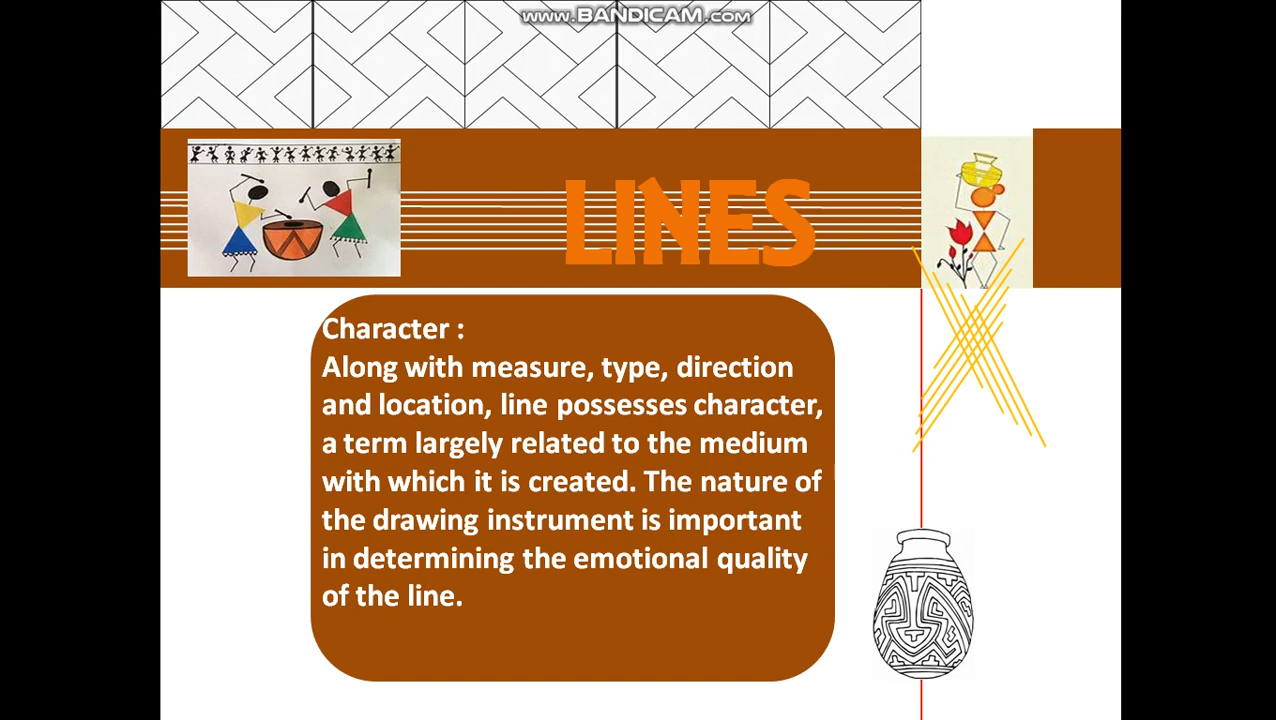 www.BANDICAM.com
LINES
Character :
Along with measure, type, direction
and location, line possesses character,
a term largely related to the medium
with which it is created. The nature of
the drawing instrument is important
in determining the emotional quality
of the line.